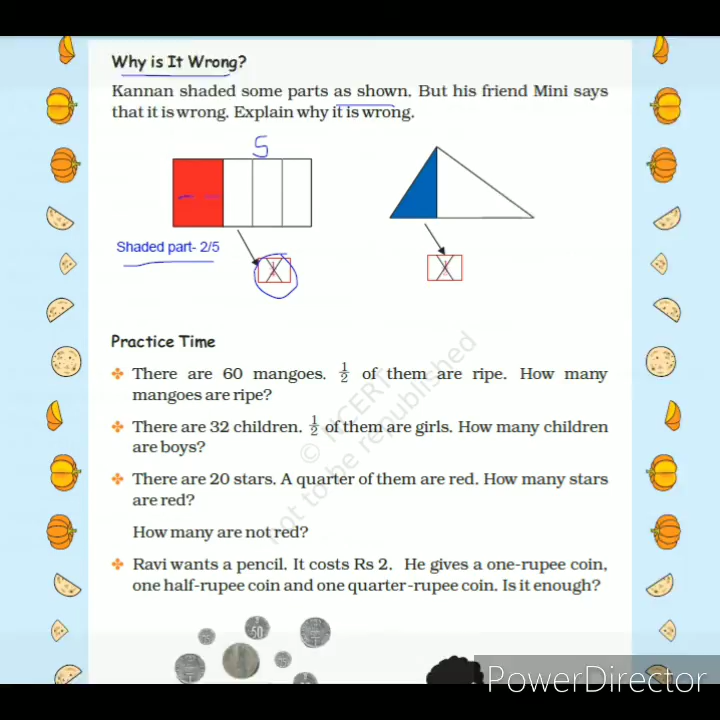 Why is It Wrong?
Kannan shaded some parts as shown. But his friend Mini says
that it is wrong. Explain why it is wrong.
5
Shaded part- 2/5
Practice Time
There are 60 mangoes. 1/2 of them are ripe. How many
mangoes are ripe?
There are 32 children. 1/2 of them are girls. How many children
are boys?
There are 20 stars. A quarter of them are red. How many stars
are red?
How many are not red?
Ravi wants a pencil. It costs Rs 2. He gives a one-rupee coin,
one half-rupee coin and one quarter-rupee coin. Is it enough?
© NCERT
not to be republished
50
PowerDirector